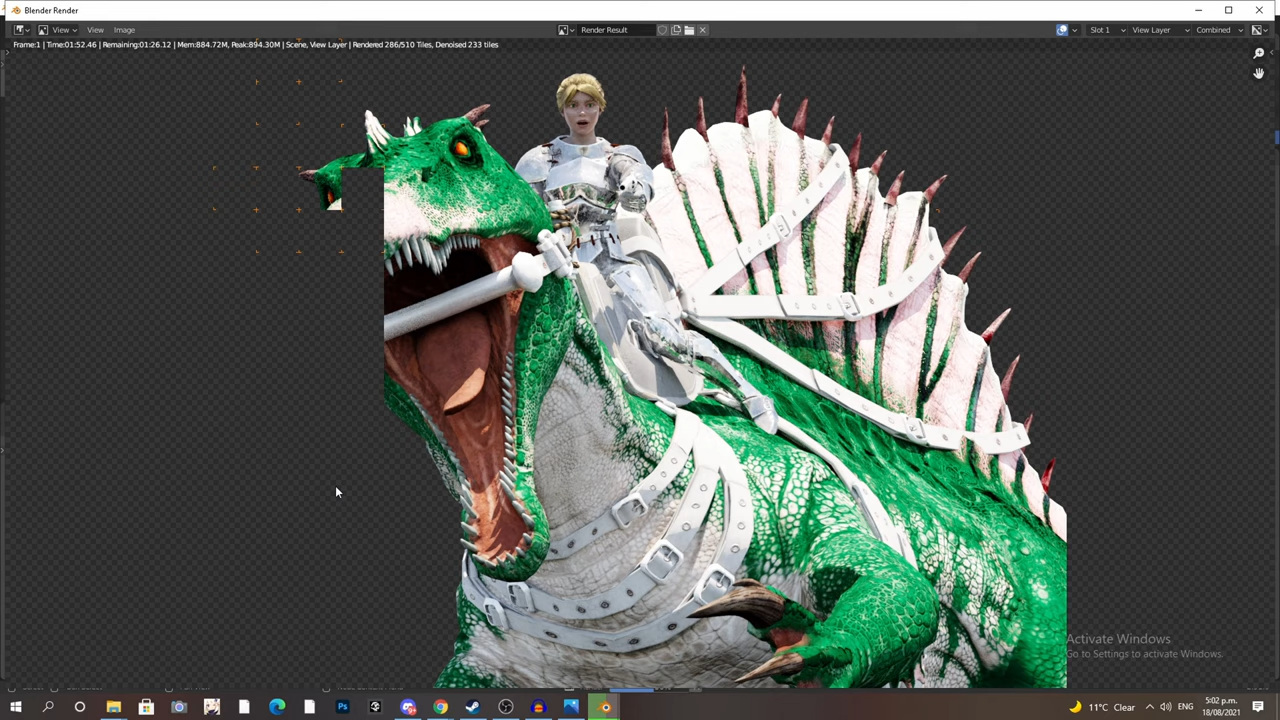 Blender Render
View View Image Render Result Slot 1 View Layer Combined
Frame:1 | Time:01:52.46 | Remaining:01:26.12 | Mem:884.72M, Peak:894.30M | Scene, View Layer | Rendered 286/510 Tiles, Denoised 233 tiles
Activate Windows
Go to Settings to activate Windows.
Ps
11°C Clear ENG 5:02 p.m.
18/08/2021